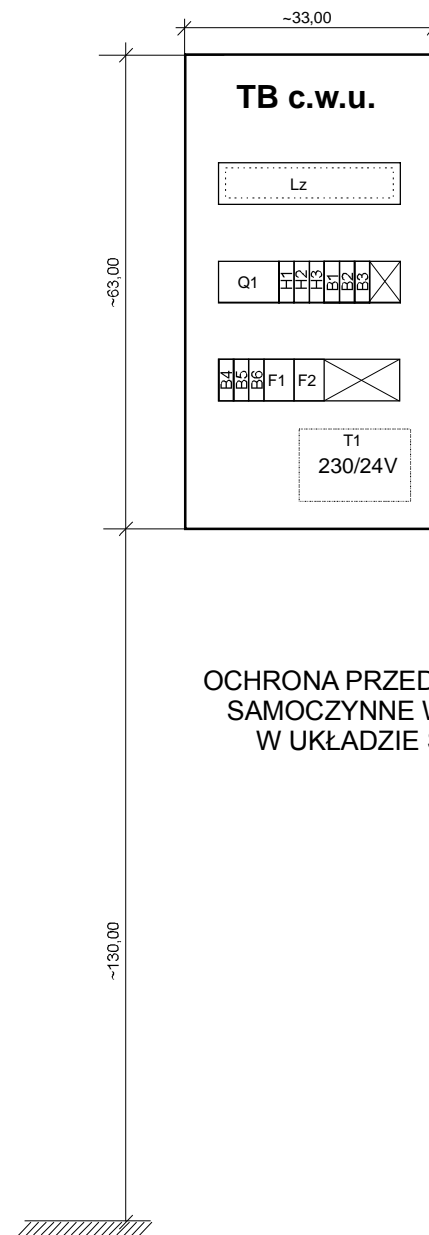 ~33,00
TB c.w.u.
Lz
~63,00
Q1 H1 H2 H3 B1 B2 B3
B4 B5 B6 F1 F2
T1
230/24V
OCHRONA PRZED
SAMOCZYNNE
W UKŁADZIE
~130,00